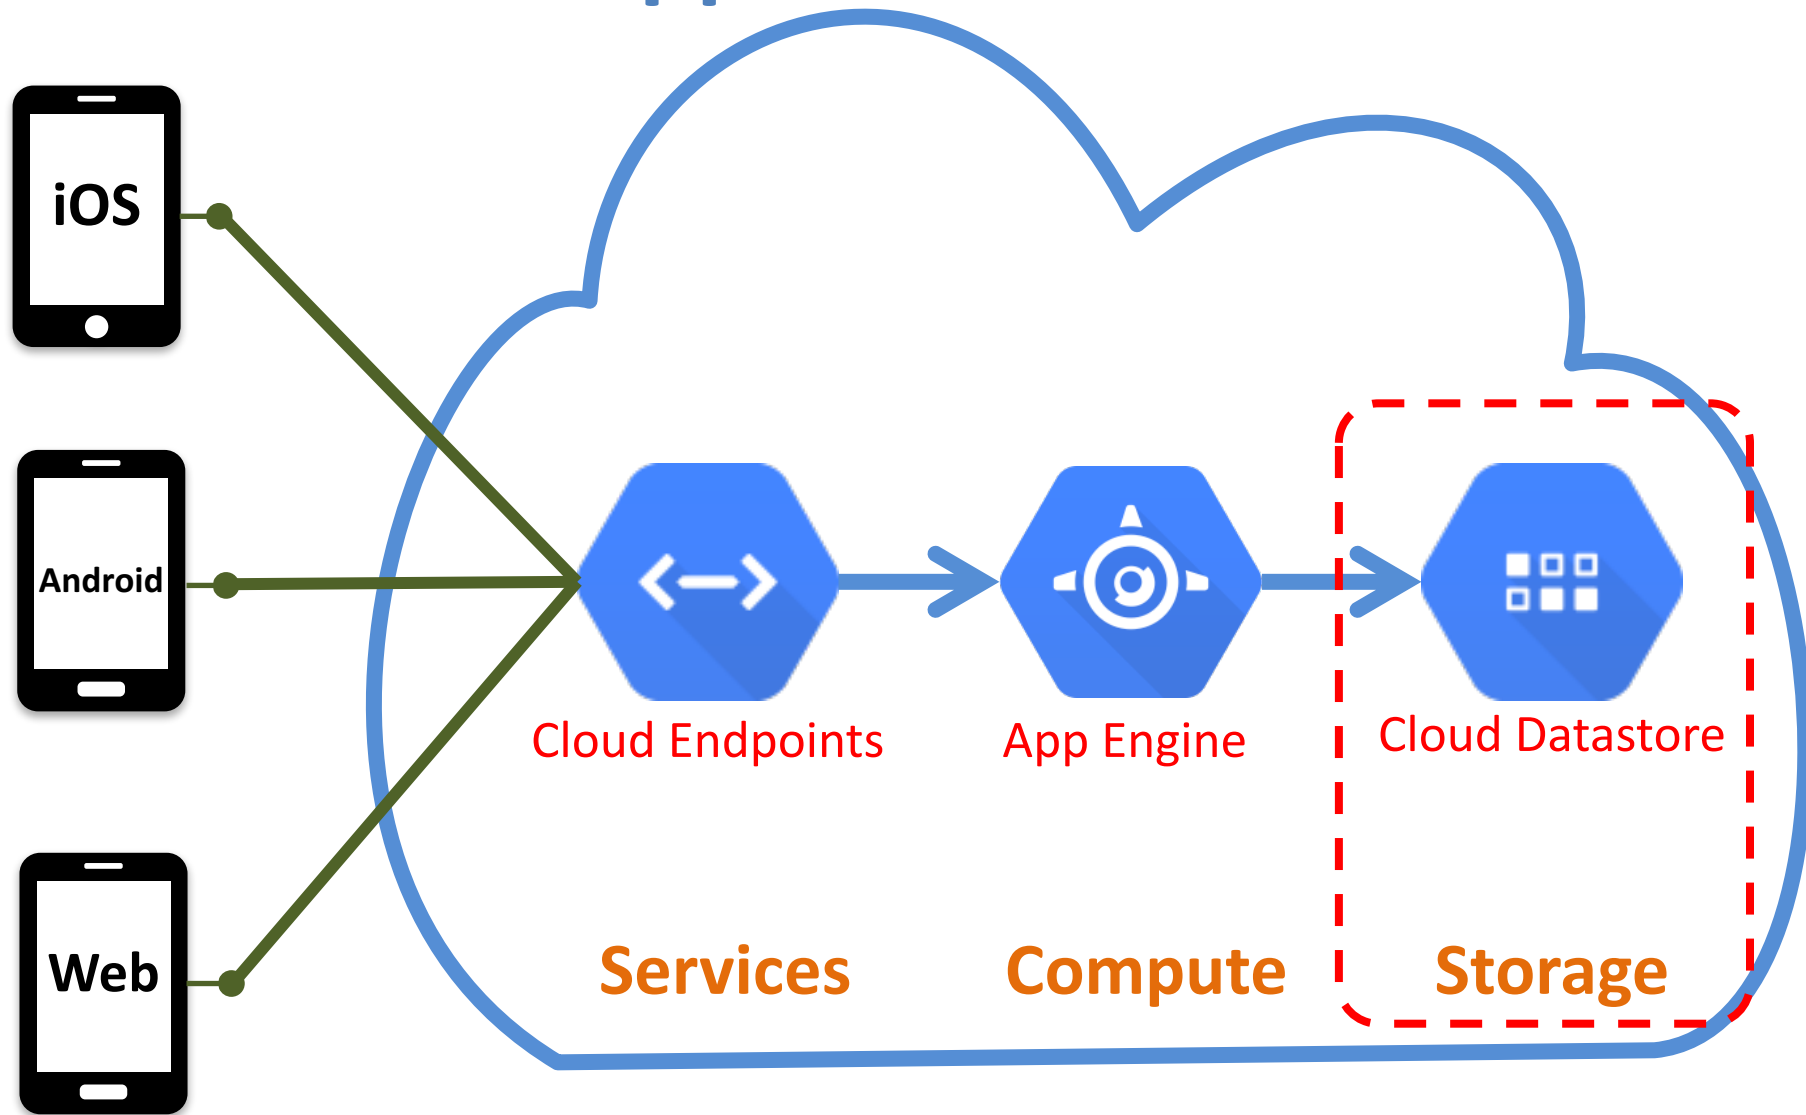 iOS
Android
Web
Cloud Endpoints
App Engine
Cloud Datastore
Services
Compute
Storage